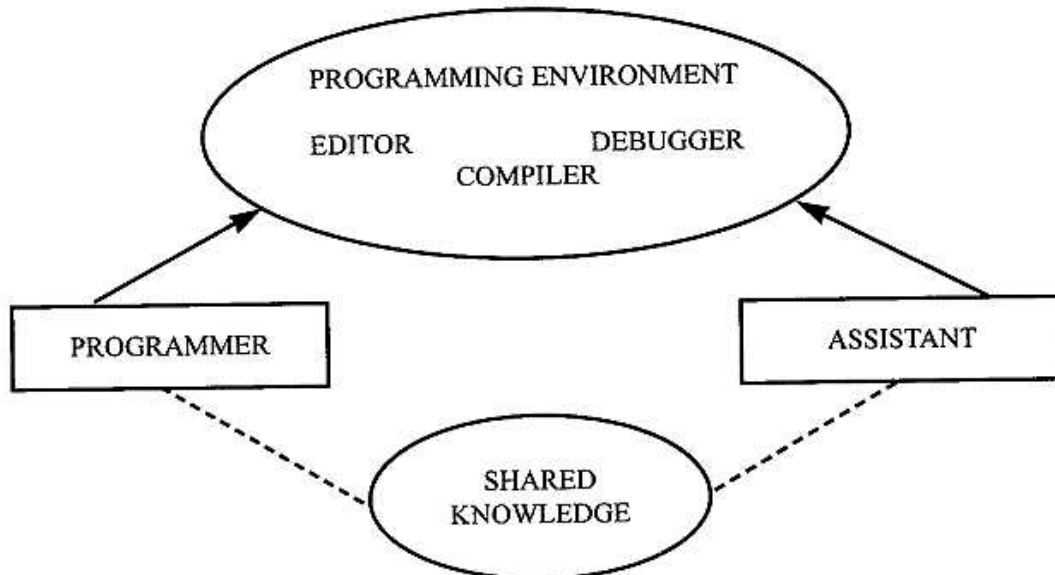 PROGRAMMING ENVIRONMENT
EDITOR DEBUGGER
COMPILER
PROGRAMMER
ASSISTANT
SHARED
KNOWLEDGE